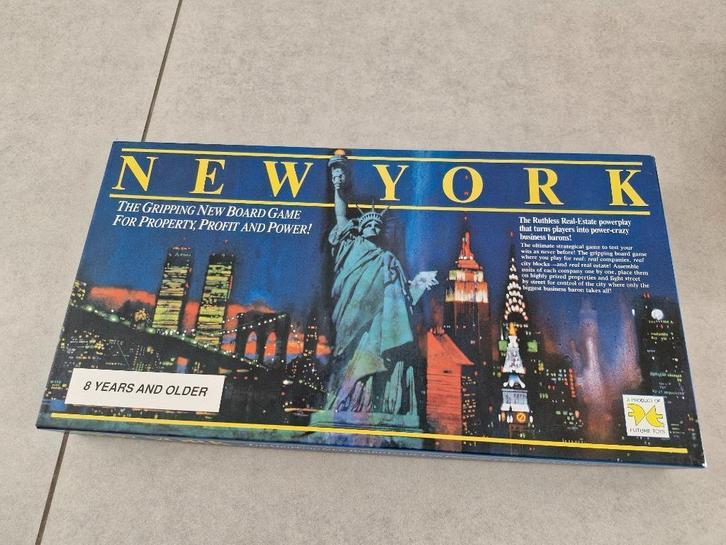 NEW YORK
THE GRIPPING NEW BOARD GAME
FOR PROPERTY, PROFIT AND POWER!
The Ruthless Real-Estate powerplay
that turns players into power-crazy
business barons!
The ultimate strategical game to test your
wits as never before! The gripping board game
where you play for real: real companies, real
city blocks—and real real estate! Assemble
units of each company one by one, place them
on highly prized properties and fight street
by street for control of the city where only the
biggest business baron takes all!
8 YEARS AND OLDER
A PRODUCT OF
FUTURE TOYS